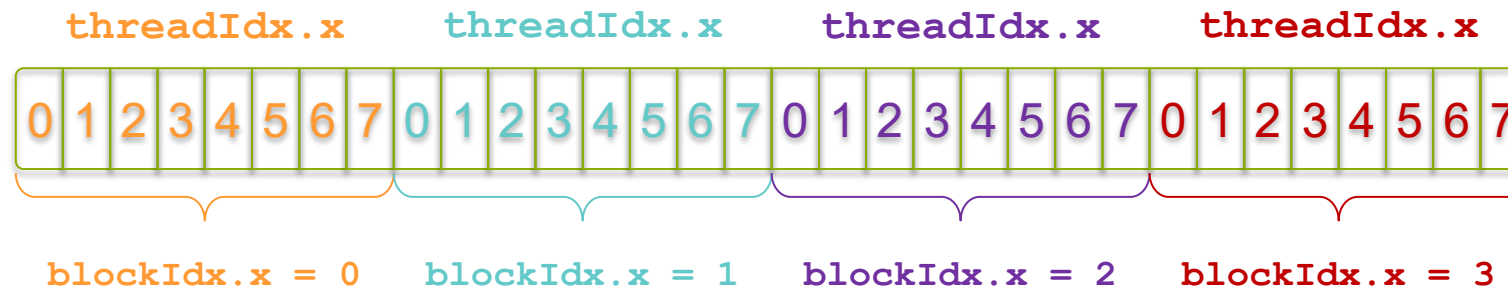 threadIdx.x threadIdx.x threadIdx.x threadIdx.x
0 1 2 3 4 5 6 7 0 1 2 3 4 5 6 7 0 1 2 3 4 5 6 7 0 1 2 3 4 5 6 7
blockIdx.x = 0 blockIdx.x = 1 blockIdx.x = 2 blockIdx.x = 3